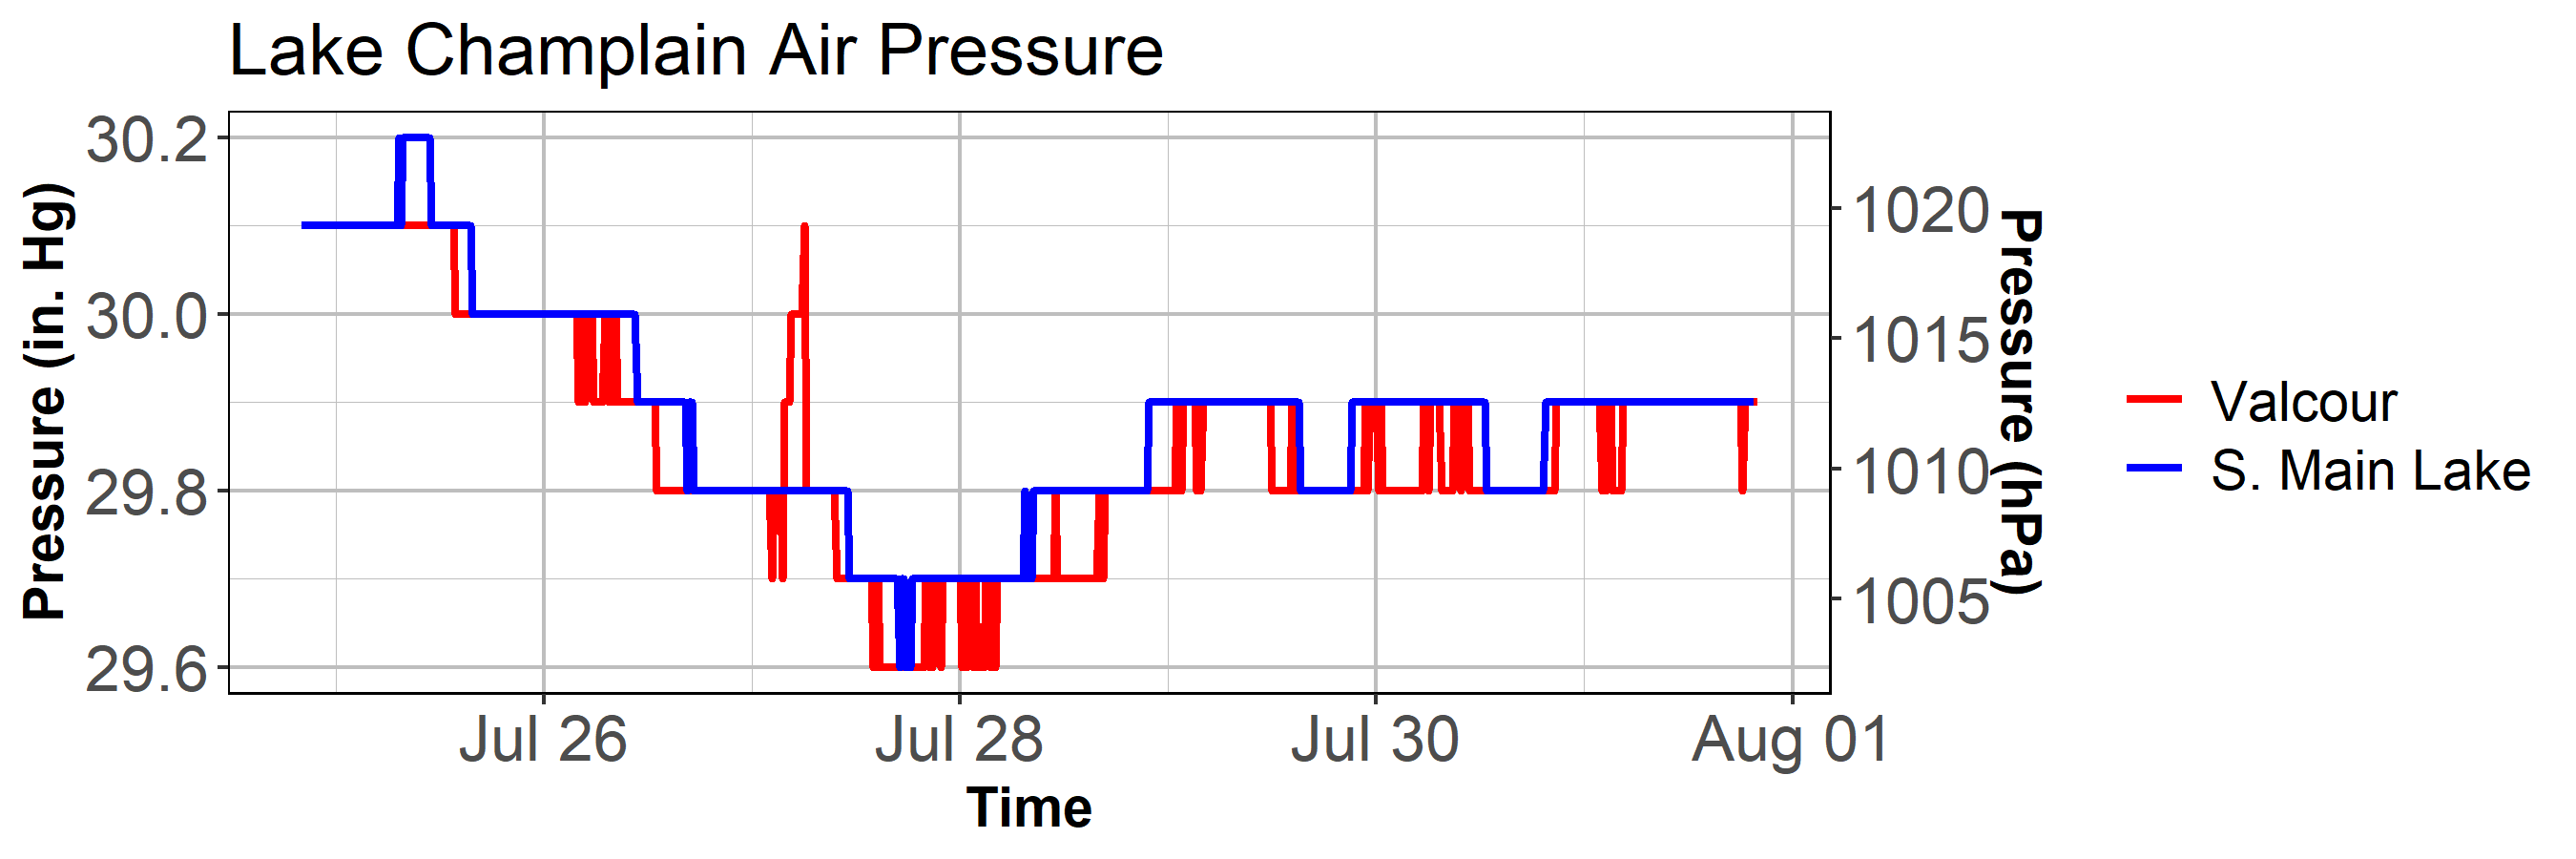 Lake Champlain Air Pressure
30.2
30.0
29.8
29.6
Pressure (in. Hg)
1020
1015
1010
1005
Pressure (hPa)
Jul 26
Jul 28
Jul 30
Aug 01
Time
Valcour
S. Main Lake